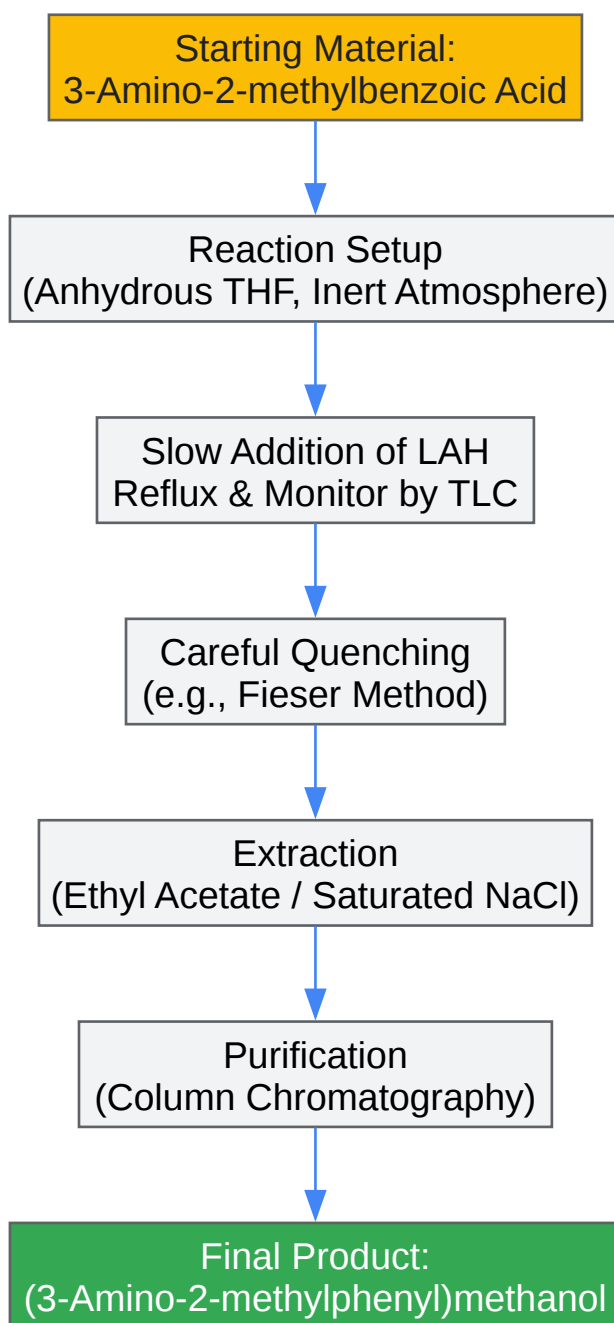 Starting Material:
3-Amino-2-methylbenzoic Acid
Reaction Setup
(Anhydrous THF, Inert Atmosphere)
Slow Addition of LAH
Reflux & Monitor by TLC
Careful Quenching
(e.g., Fieser Method)
Extraction
(Ethyl Acetate / Saturated NaCl)
Purification
(Column Chromatography)
Final Product:
(3-Amino-2-methylphenyl)methanol